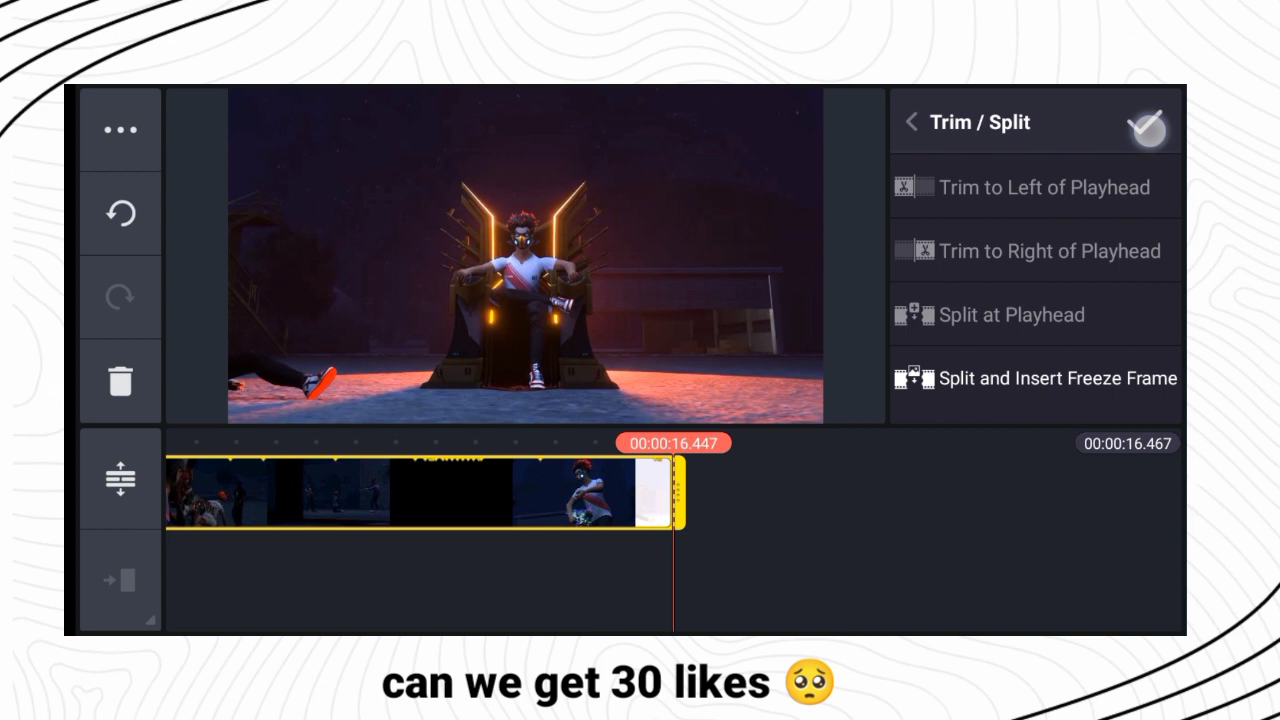 Trim / Split
Trim to Left of Playhead
Trim to Right of Playhead
Split at Playhead
Split and Insert Freeze Frame
00:00:16.447
00:00:16.467
can we get 30 likes 🥺